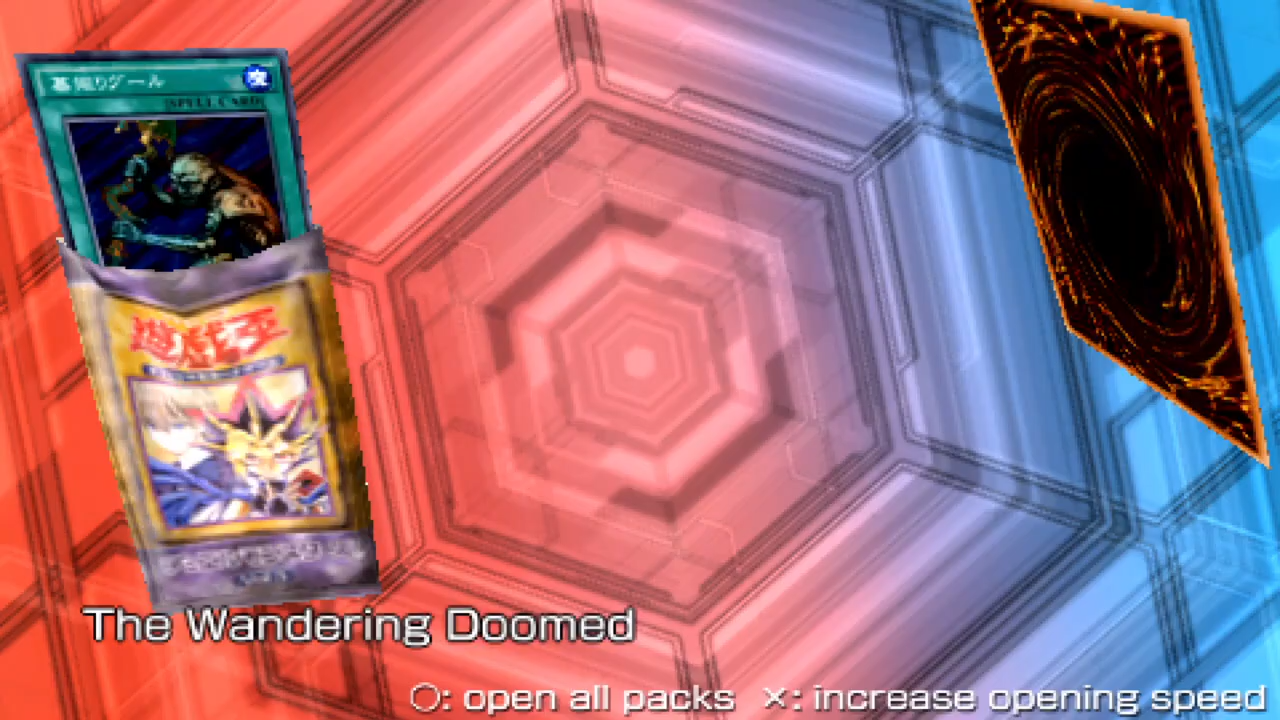 墓掘りグール
[SPELL CARD]
遊戯王
The Wandering Doomed
○: open all packs ×: increase opening speed